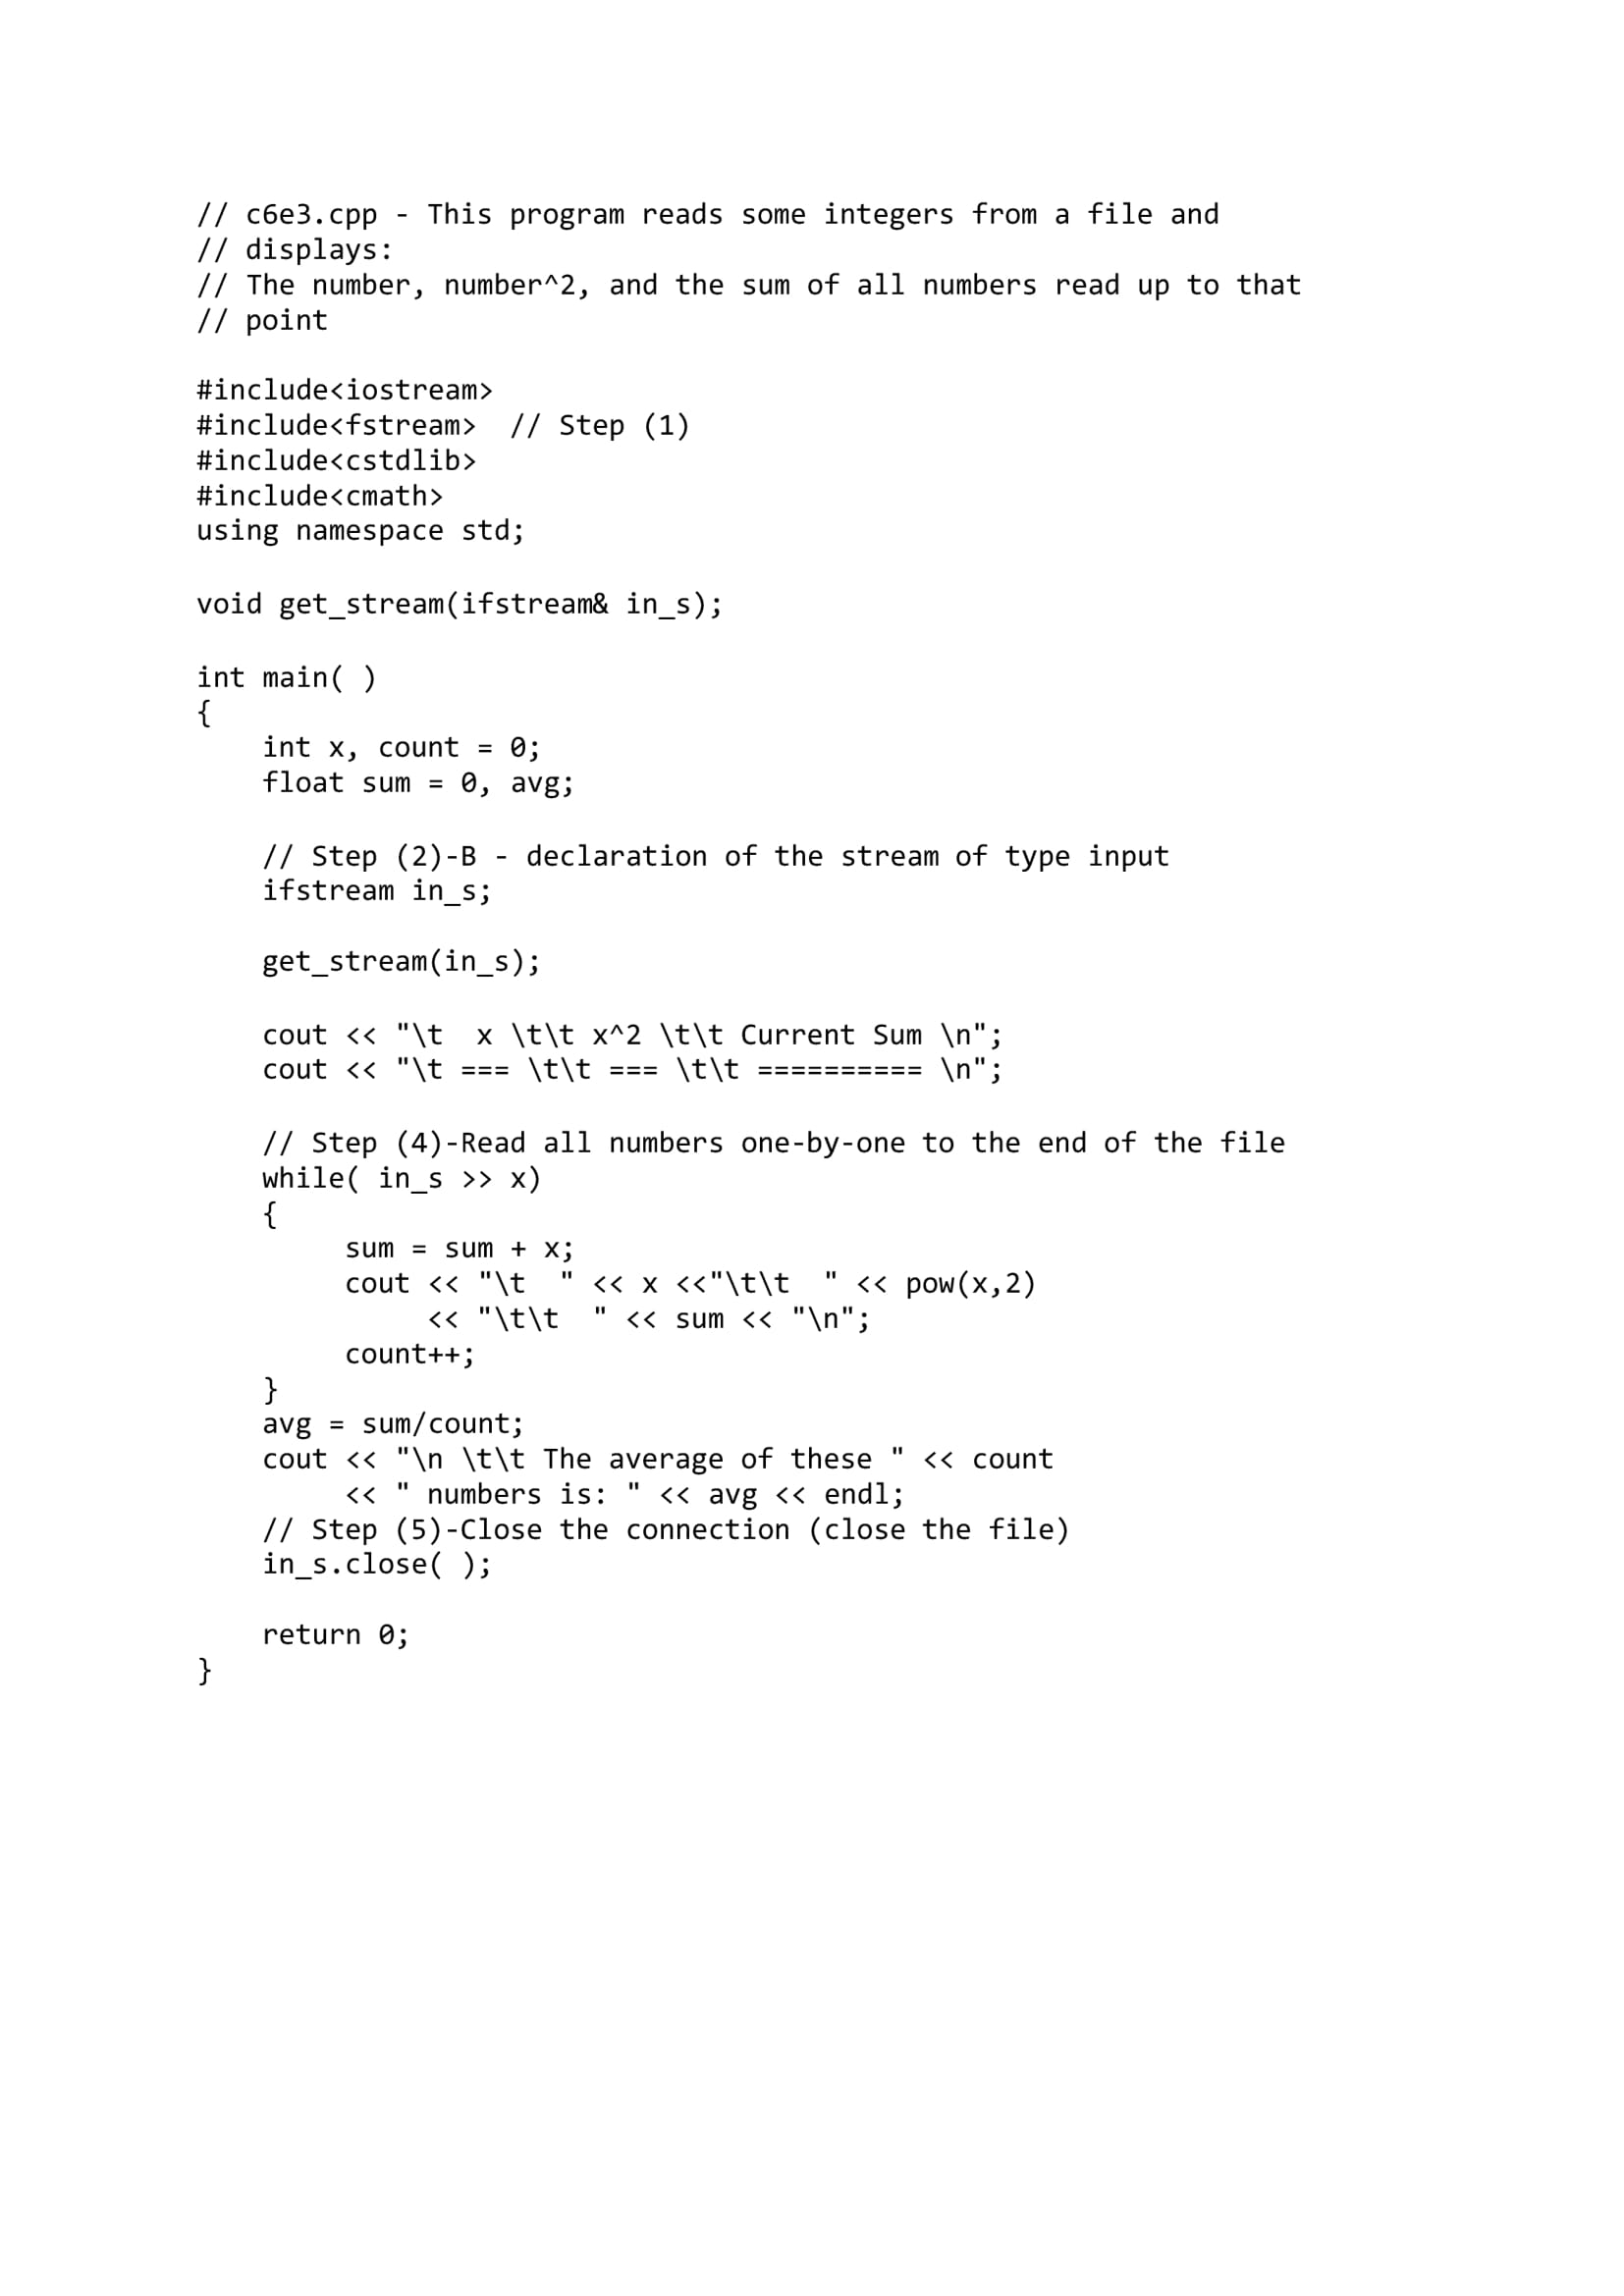 // c6e3.cpp - This program reads some integers from a file and
// displays:
// The number, number^2, and the sum of all numbers read up to that
// point
#include<iostream>
#include<fstream>  // Step (1)
#include<cstdlib>
#include<cmath>
using namespace std;
void get_stream(ifstream& in_s);
int main( )
{
    int x, count = 0;
    float sum = 0, avg;
    // Step (2)-B - declaration of the stream of type input
    ifstream in_s;
    get_stream(in_s);
    cout << "\t  x \t\t x^2 \t\t Current Sum \n";
    cout << "\t === \t\t === \t\t ========== \n";
    // Step (4)-Read all numbers one-by-one to the end of the file
    while( in_s >> x)
    {
         sum = sum + x;
         cout << "\t  " << x <<"\t\t  " << pow(x,2)
              << "\t\t  " << sum << "\n";
         count++;
    }
    avg = sum/count;
    cout << "\n \t\t The average of these " << count
         << " numbers is: " << avg << endl;
    // Step (5)-Close the connection (close the file)
    in_s.close( );
    return 0;
}